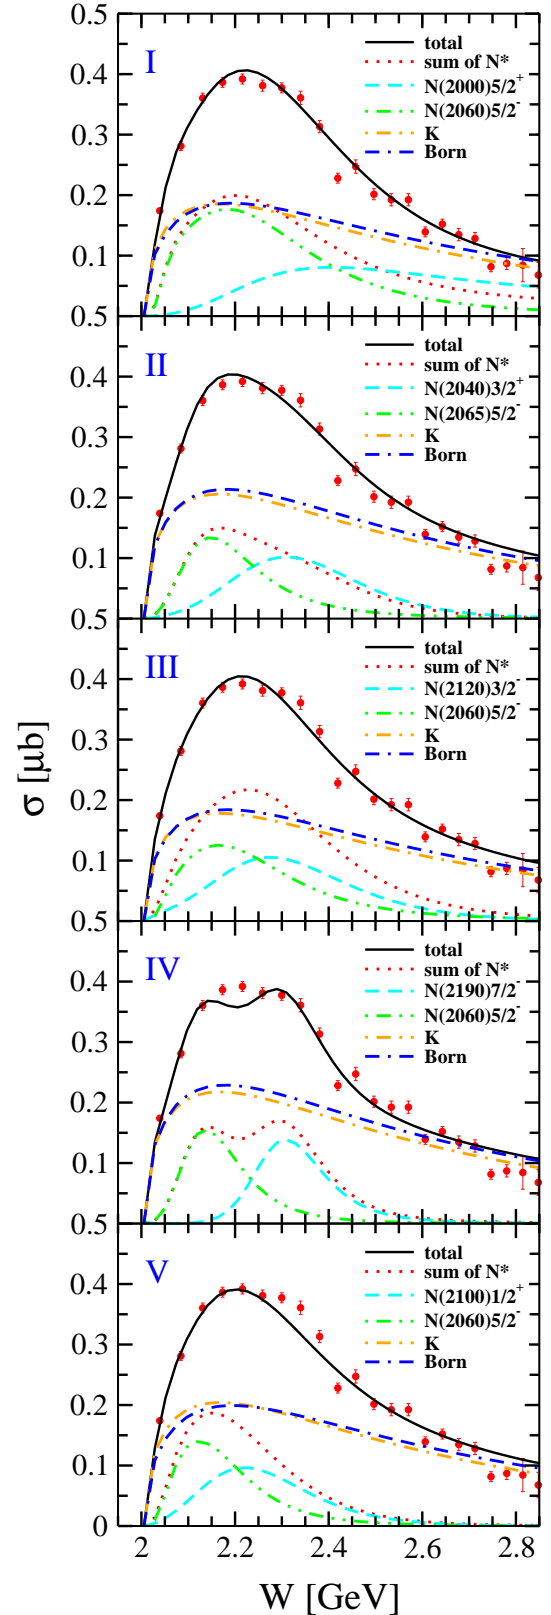 I
total
sum of N*
N(2000)5/2+
N(2060)5/2-
K
Born
0.5
0.4
0.3
0.2
0.1
0.5
II
total
sum of N*
N(2040)3/2+
N(2065)5/2-
K
Born
0.4
0.3
0.2
0.1
0.5
III
total
sum of N*
N(2120)3/2-
N(2060)5/2-
K
Born
0.4
0.3
0.2
0.1
0.5
σ [μb]
IV
total
sum of N*
N(2190)7/2-
N(2060)5/2-
K
Born
0.4
0.3
0.2
0.1
0.5
V
total
sum of N*
N(2100)1/2+
N(2060)5/2-
K
Born
0.4
0.3
0.2
0.1
0
2 2.2 2.4 2.6 2.8
W [GeV]